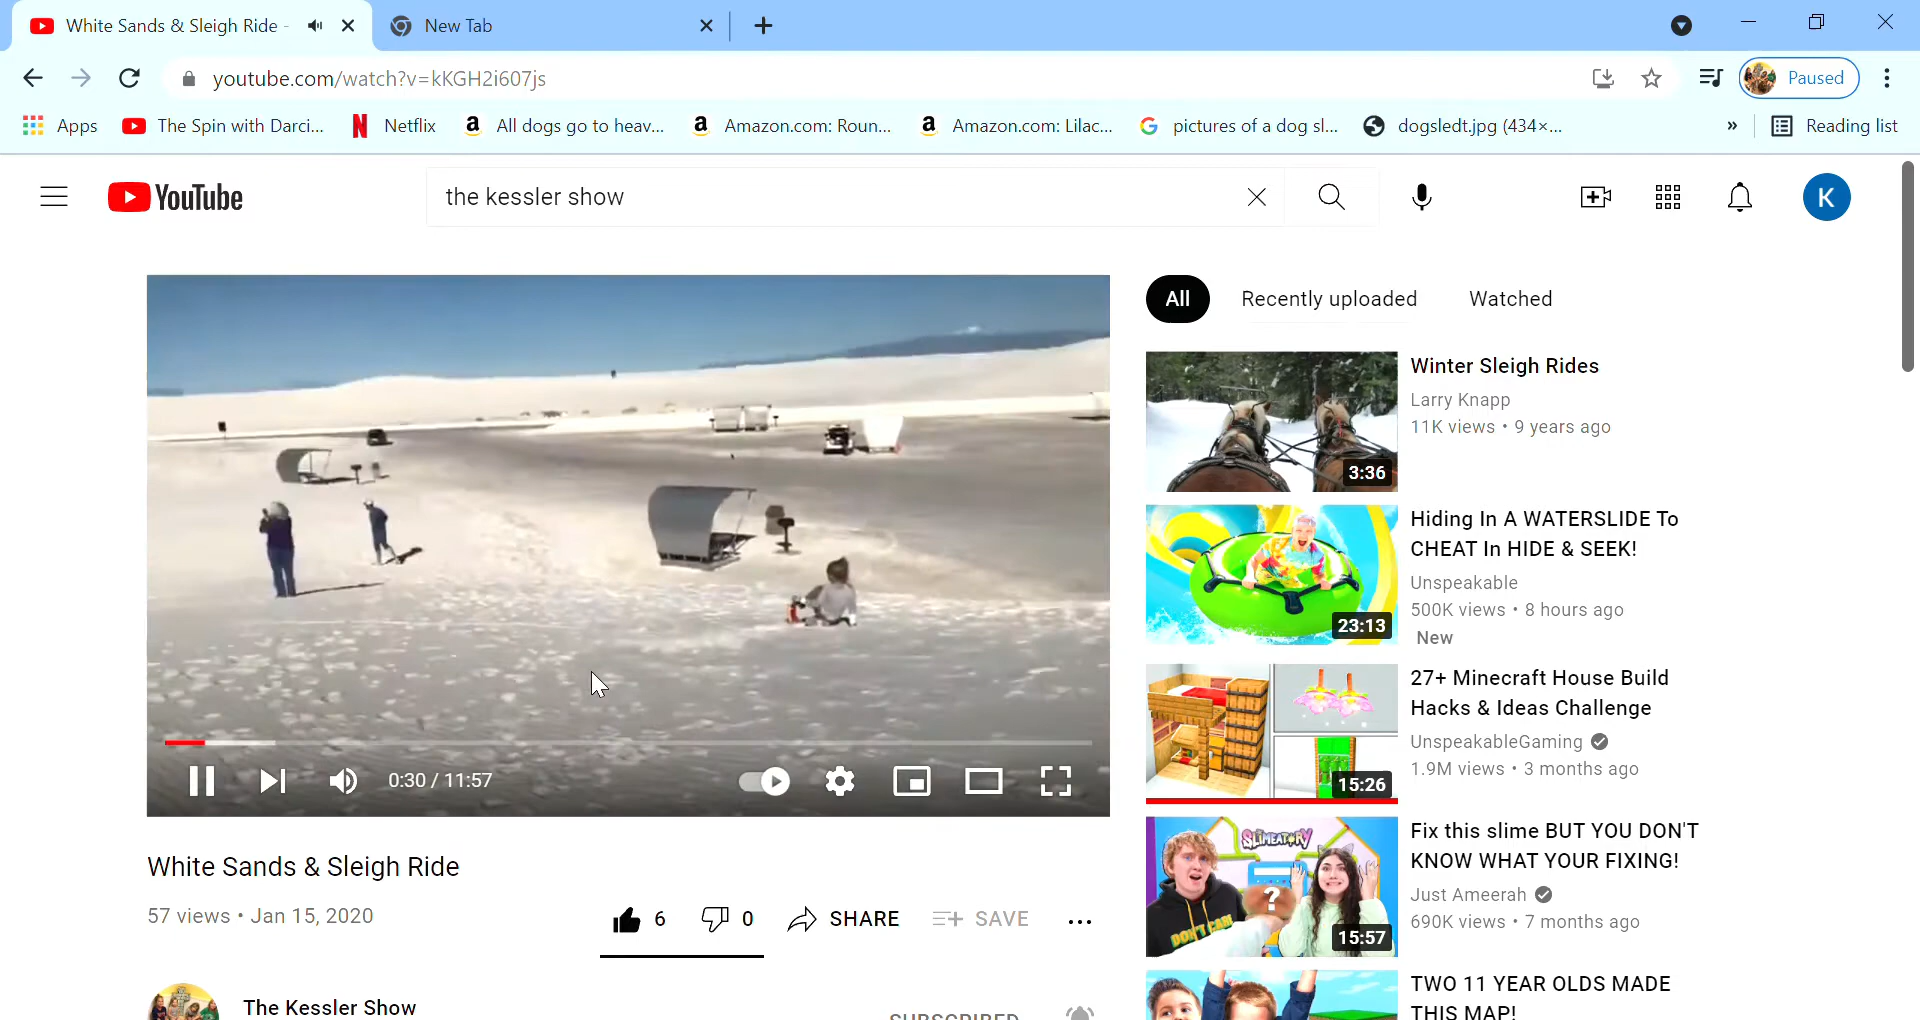 White Sands & Sleigh Ride -
New Tab
youtube.com/watch?v=kKGH2i607js
Paused
Apps
The Spin with Darci...
Netflix
All dogs go to heav...
Amazon.com: Roun...
Amazon.com: Lilac...
pictures of a dog sl...
dogsledt.jpg (434×...
»
Reading list
YouTube
the kessler show
K
0:30 / 11:57
White Sands & Sleigh Ride
57 views • Jan 15, 2020
6
0
SHARE
SAVE
The Kessler Show
SUBSCRIBED
All
Recently uploaded
Watched
3:36
Winter Sleigh Rides
Larry Knapp
11K views • 9 years ago
23:13
Hiding In A WATERSLIDE To
CHEAT In HIDE & SEEK!
Unspeakable
500K views • 8 hours ago
New
15:26
27+ Minecraft House Build
Hacks & Ideas Challenge
UnspeakableGaming
1.9M views • 3 months ago
SLIMEATORY
?
DON'T CARE
15:57
Fix this slime BUT YOU DON'T
KNOW WHAT YOUR FIXING!
Just Ameerah
690K views • 7 months ago
TWO 11 YEAR OLDS MADE
THIS MAP!